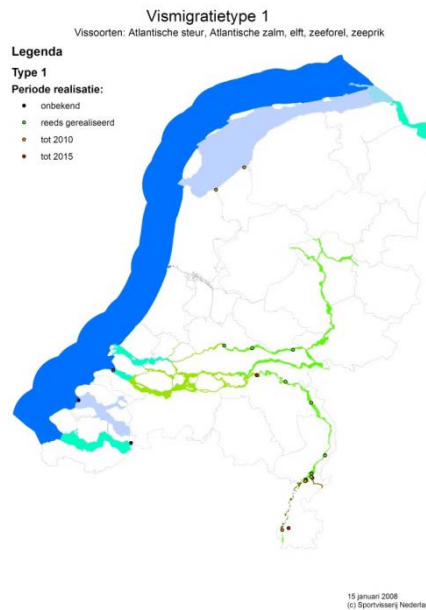 Vismigratietype 1
Vissoorten: Atlantische steur, Atlantische zalm, elft, zeeforel, zeeprik
Legenda
Type 1
Periode realisatie:
onbekend
reeds gerealiseerd
tot 2010
tot 2015
15 januari 2008
(c) Sportvisserij Nederla